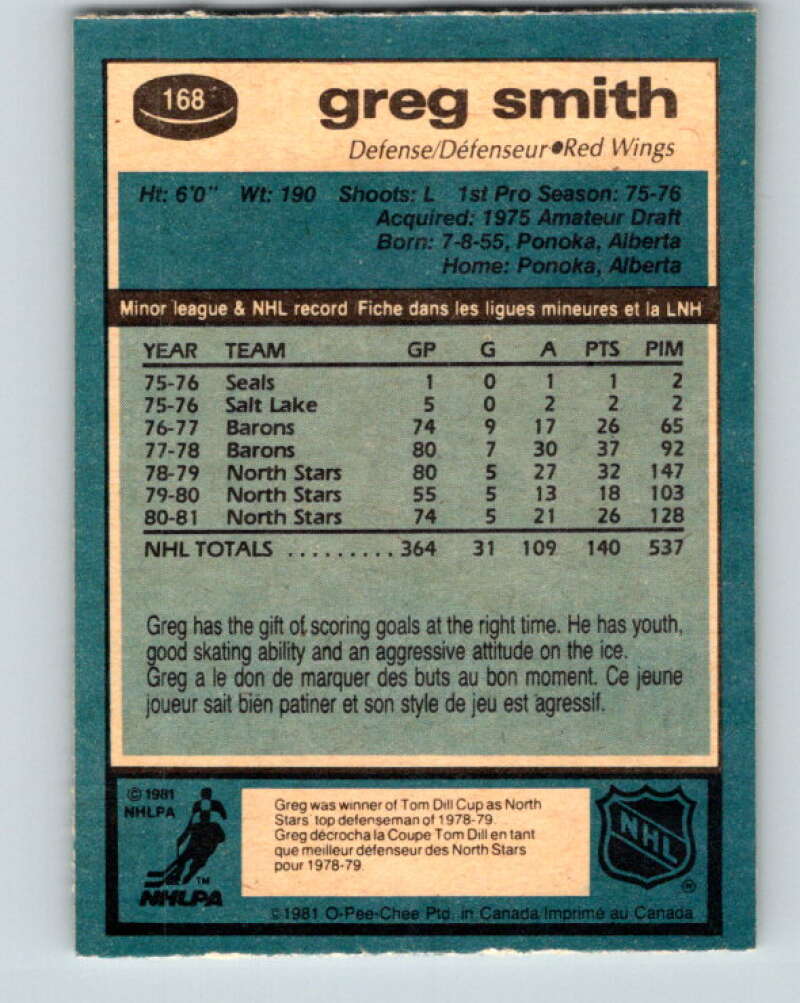 168
greg smith
Defense/Défenseur●Red Wings
Ht: 6'0" Wt: 190 Shoots: L 1st Pro Season: 75-76
Acquired: 1975 Amateur Draft
Born: 7-8-55, Ponoka, Alberta
Home: Ponoka, Alberta
Minor league & NHL record Fiche dans les ligues mineures et la LNH
YEAR TEAM GP G A PTS PIM
75-76 Seals 1 0 1 1 2
75-76 Salt Lake 5 0 2 2 2
76-77 Barons 74 9 17 26 65
77-78 Barons 80 7 30 37 92
78-79 North Stars 80 5 27 32 147
79-80 North Stars 55 5 13 18 103
80-81 North Stars 74 5 21 26 128
NHL TOTALS .......... 364 31 109 140 537
Greg has the gift of scoring goals at the right time. He has youth,
good skating ability and an aggressive attitude on the ice.
Greg a le don de marquer des buts au bon moment. Ce jeune
joueur sait bien patiner et son style de jeu est agressif.
© 1981
NHLPA
TM
NHLPA
Greg was winner of Tom Dill Cup as North
Stars' top defenseman of 1978-79.
Greg décrocha la Coupe Tom Dill en tant
que meilleur défenseur des North Stars
pour 1978-79.
NHL
®
© 1981 O-Pee-Chee Ptd. in Canada Imprimé au Canada